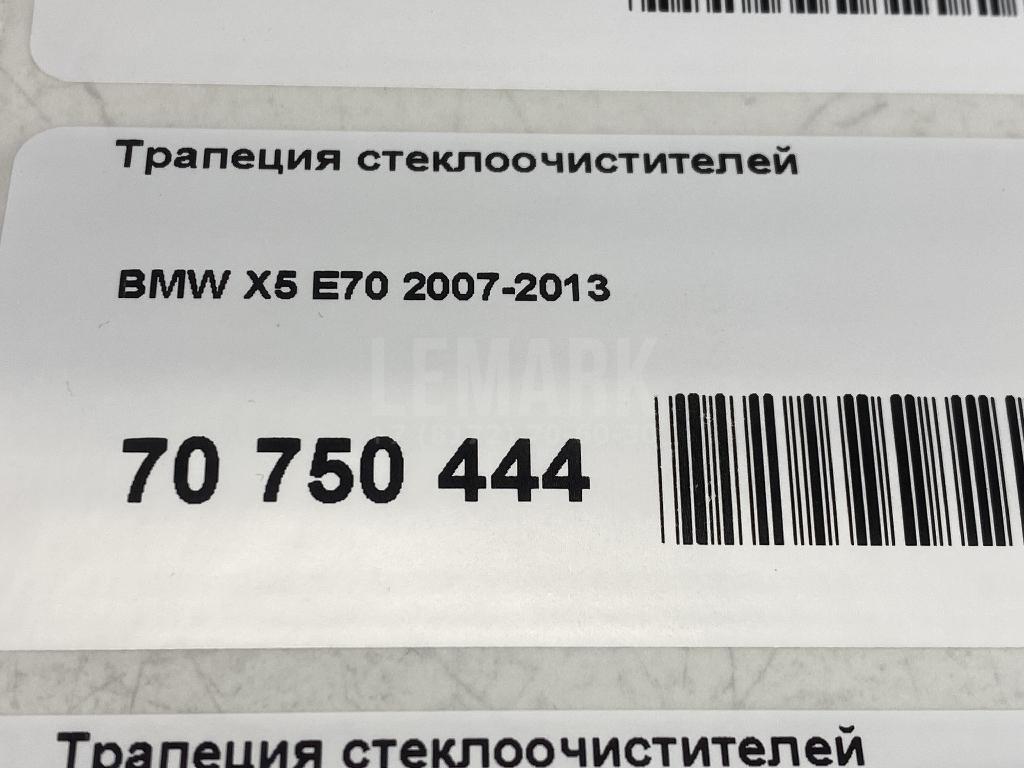 Трапеция стеклоочистителей
BMW X5 E70 2007-2013
LEMARK
70 750 444
Трапеция стеклоочистителей